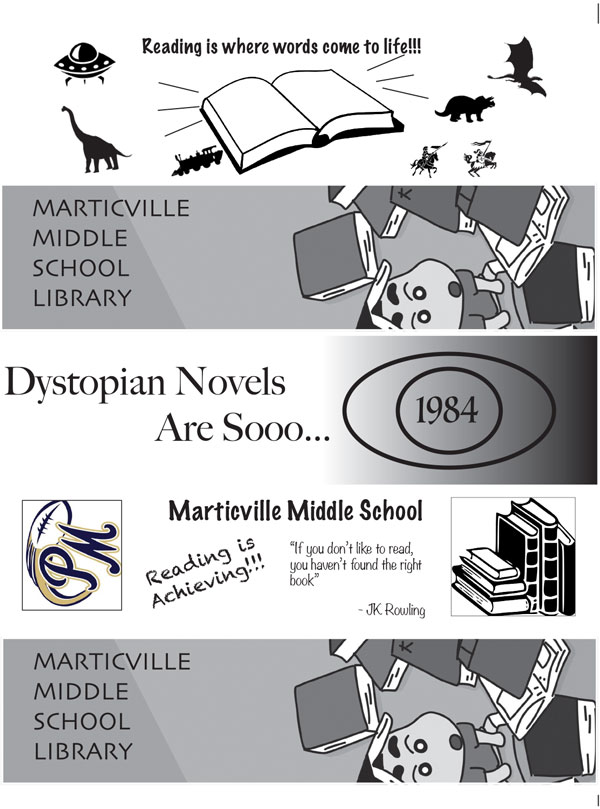 Reading is where words come to life!!!
MARTICVILLE
MIDDLE
SCHOOL
LIBRARY
Dystopian Novels
Are Sooo...
1984
PM
Marticville Middle School
Reading is
Achieving!!!
“If you don’t like to read,
you haven’t found the right
book”
- JK Rowling
MARTICVILLE
MIDDLE
SCHOOL
LIBRARY